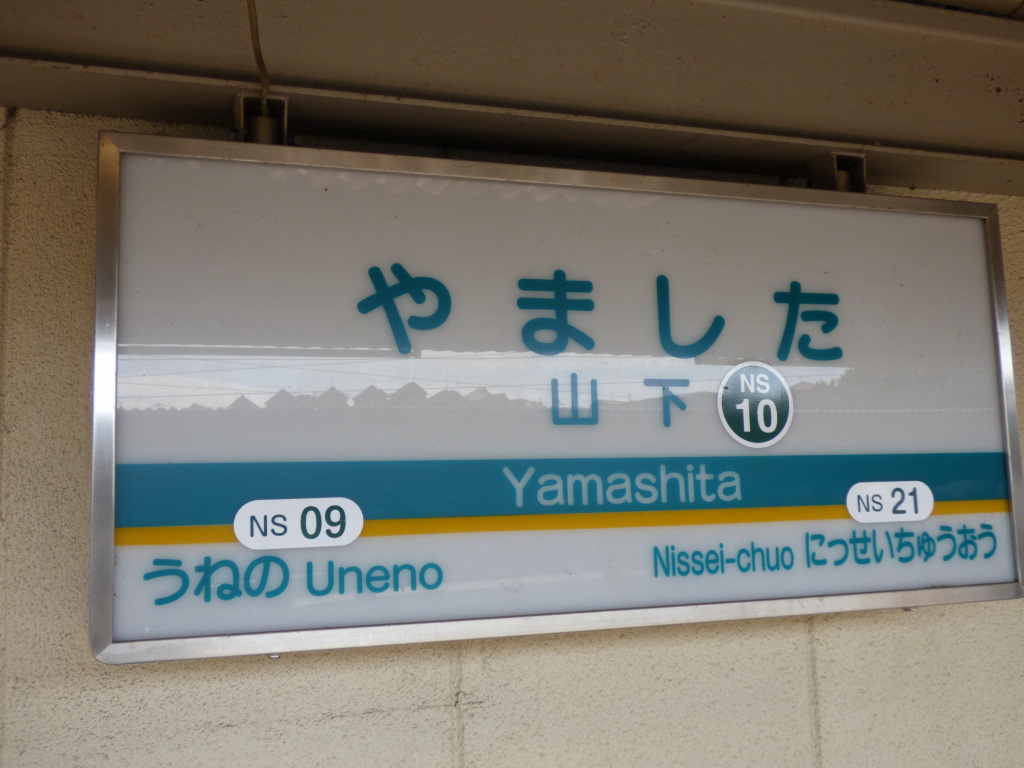 やました
山下 NS 10
Yamashita
NS 09
NS 21
うねの Uneno
Nissei-chuo にっせいちゅうおう